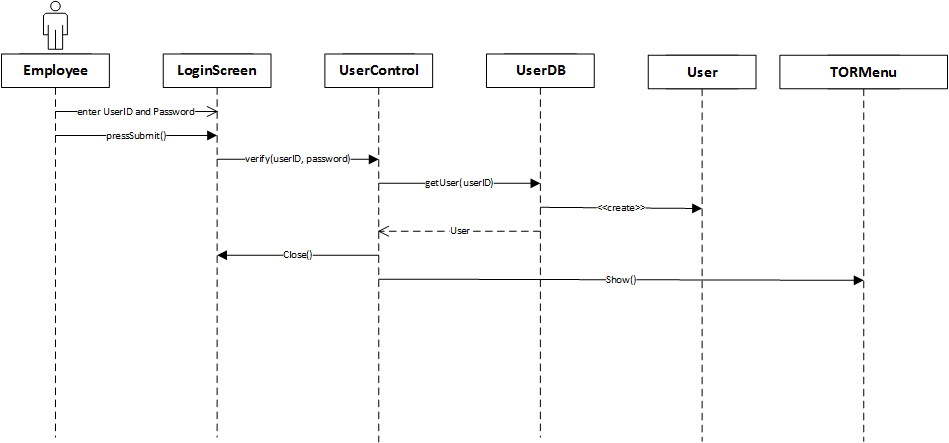 Employee
LoginScreen
UserControl
UserDB
User
TORMenu
enter UserID and Password
pressSubmit()
verify(userID, password)
getUser(userID)
<<create>>
User
Close()
Show()